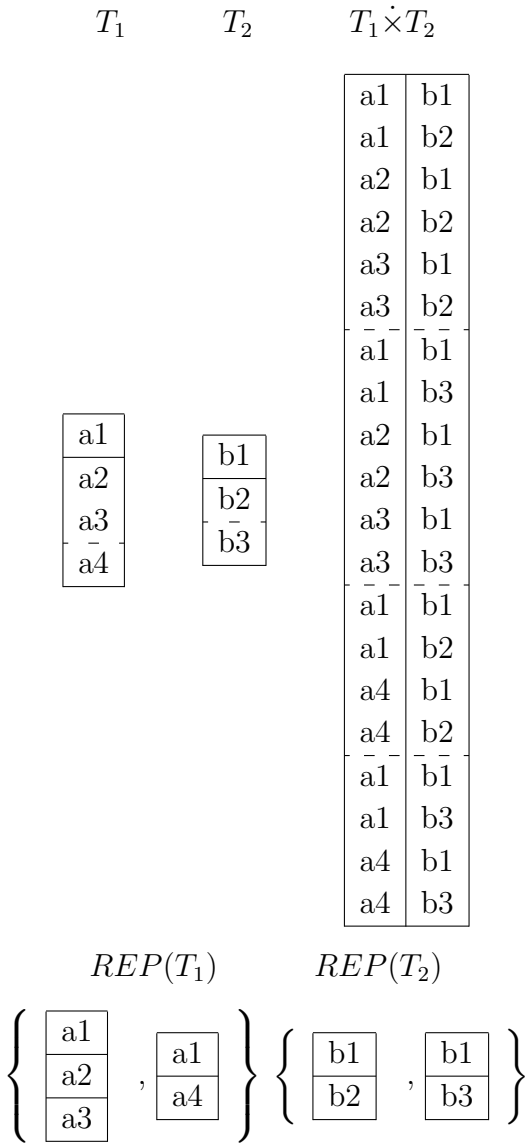 T₁ T₂ T₁×̇T₂
a1 b1
a1 b2
a2 b1
a2 b2
a3 b1
a3 b2
a1 b1
a1 b3
a2 b1
a2 b3
a3 b1
a3 b3
a1 b1
a1 b2
a4 b1
a4 b2
a1 b1
a1 b3
a4 b1
a4 b3
a1
a2
a3
a4
b1
b2
b3
REP(T₁) REP(T₂)
{ a1 a2 a3 , a1 a4 } { b1 b2 , b1 b3 }